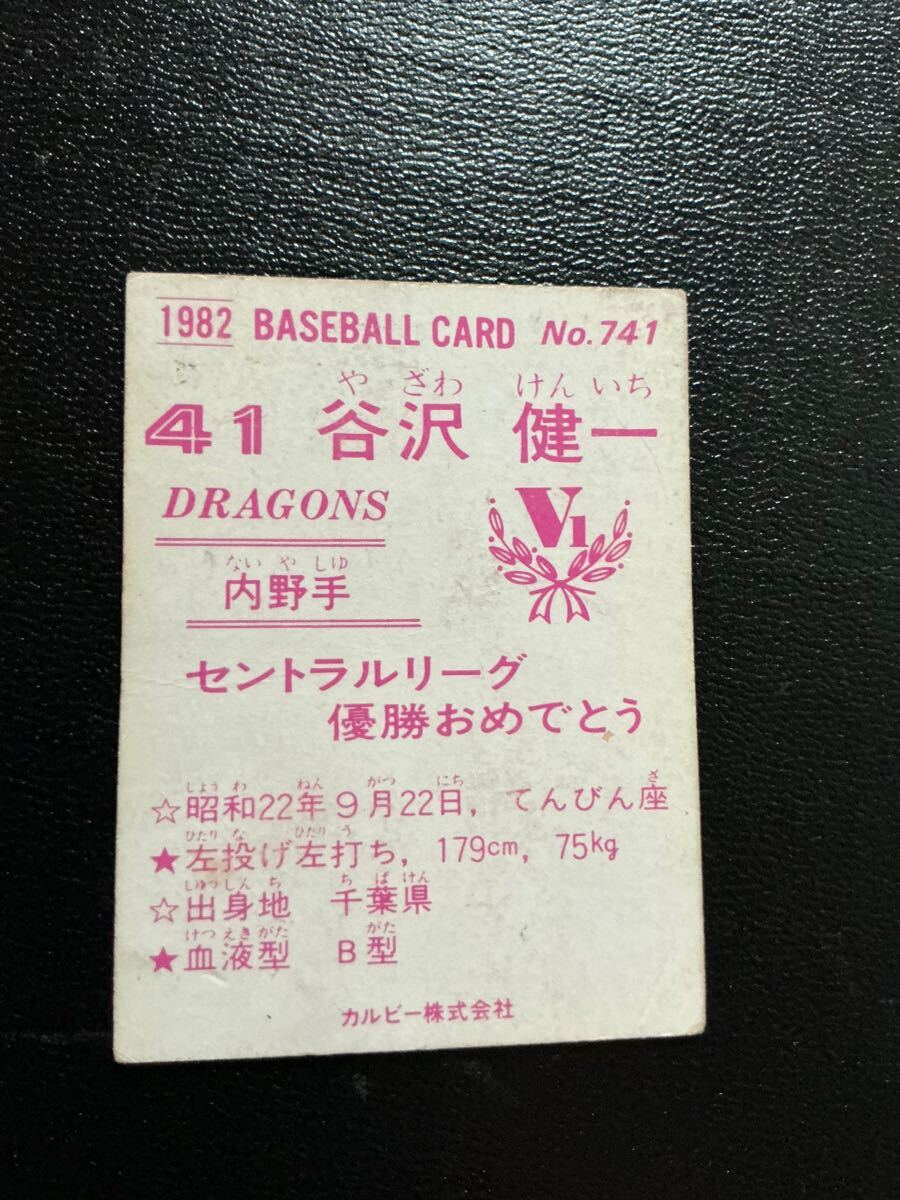 1982 BASEBALL CARD No.741
や ざわ けん いち
41 谷沢 健一
DRAGONS
V1
ない や しゆ
内野手
セントラルリーグ
優勝おめでとう
しょう わ ねん がつ にち ざ
☆昭和22年9月22日, てんびん座
ひだり な ひだり う
★左投げ左打ち, 179cm, 75kg
しゅっしん ち ち ば けん
☆出身地 千葉県
けつ えき がた がた
★血液型 B型
カルビー株式会社